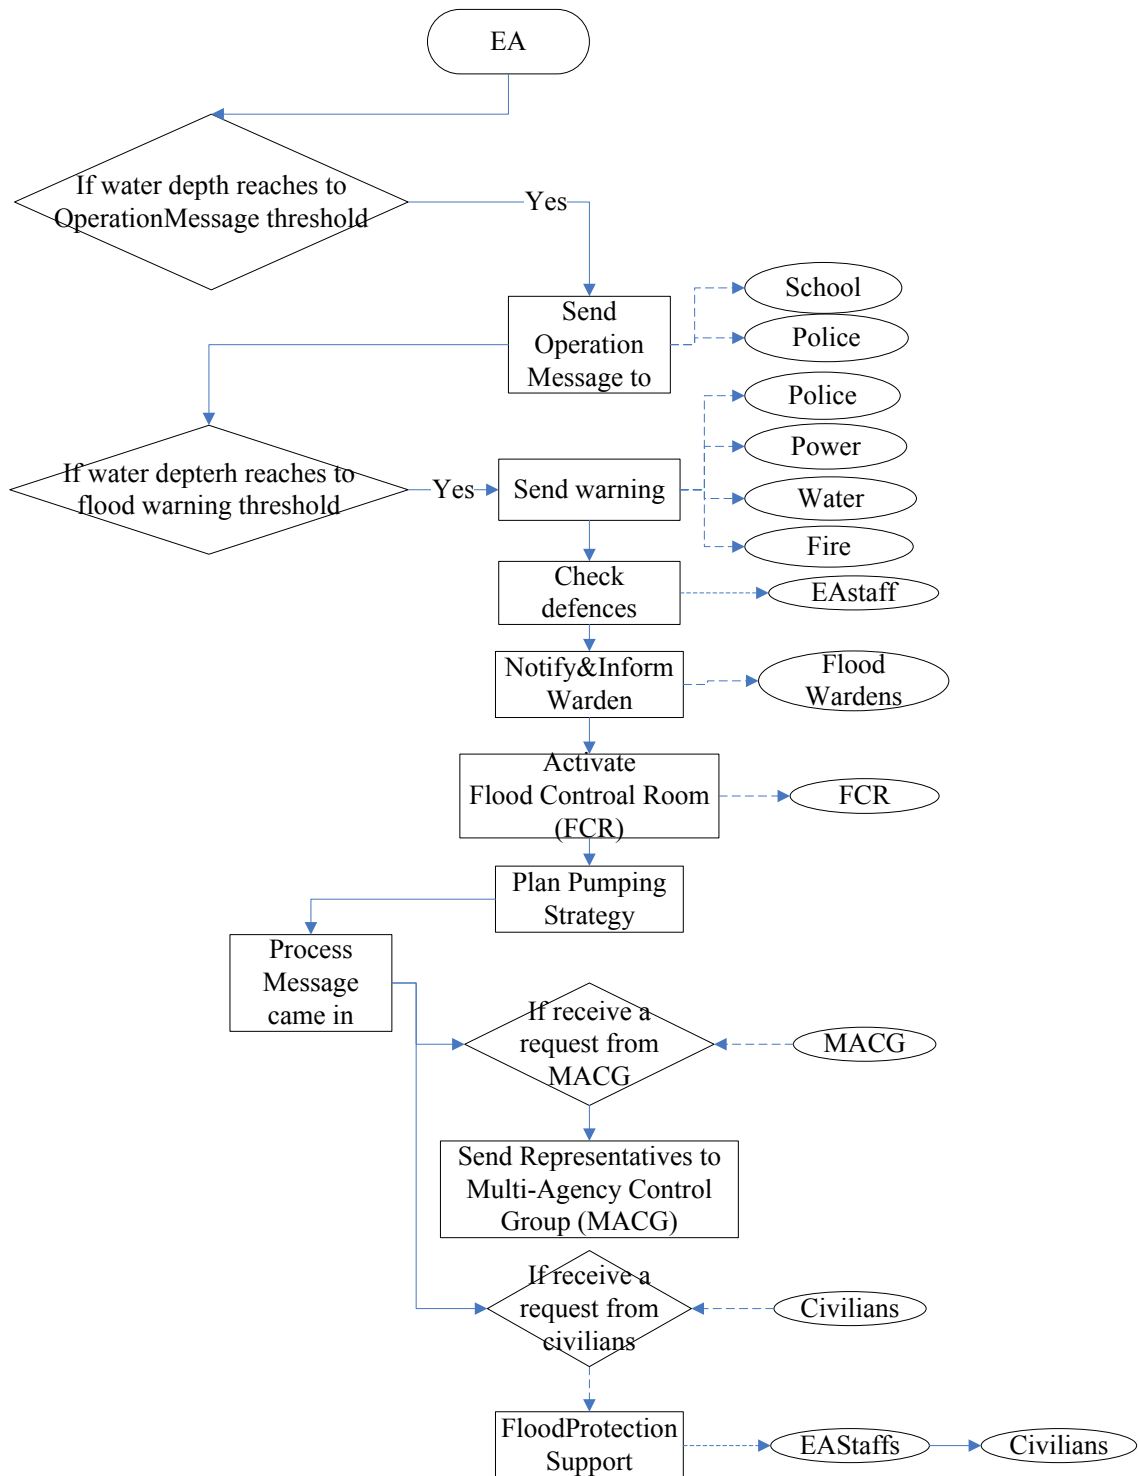 EA
If water depth reaches to
OperationMessage threshold
Yes
School
Send
Operation
Message to
Police
Police
If water depterh reaches to
flood warning threshold
Yes
Send warning
Power
Water
Fire
Check
defences
EAstaff
Notify&Inform
Warden
Flood
Wardens
Activate
Flood Controal Room
(FCR)
FCR
Plan Pumping
Strategy
Process
Message
came in
If receive a
request from
MACG
MACG
Send Representatives to
Multi-Agency Control
Group (MACG)
If receive a
request from
civilians
Civilians
FloodProtection
Support
EAStaffs
Civilians